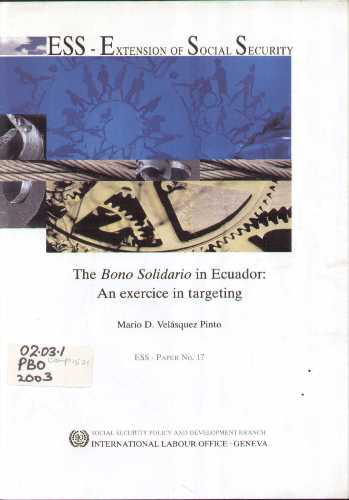 ESS - EXTENSION OF SOCIAL SECURITY
The Bono Solidario in Ecuador:
An exercice in targeting
Mario D. Velásquez Pinto
ESS - PAPER No. 17
02.03.1
PBO
2003
SOCIAL SECURITY POLICY AND DEVELOPMENT BRANCH
INTERNATIONAL LABOUR OFFICE - GENEVA